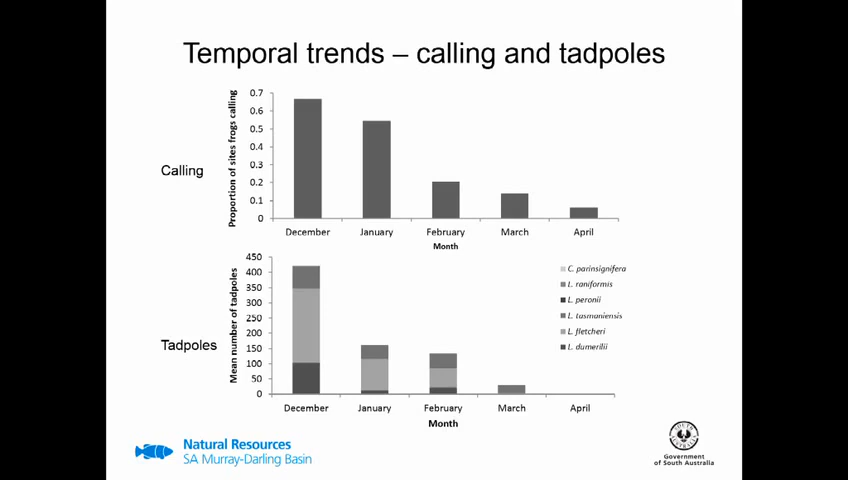 Temporal trends – calling and tadpoles
Calling
Proportion of sites frogs calling
0.7
0.6
0.5
0.4
0.3
0.2
0.1
0
December January February March April
Month
Tadpoles
Mean number of tadpoles
450
400
350
300
250
200
150
100
50
0
C. parinsignifera
L. raniformis
L. peronii
L. tasmaniensis
L. fletcheri
L. dumerilii
December January February March April
Month
Natural Resources
SA Murray-Darling Basin
Government
of South Australia